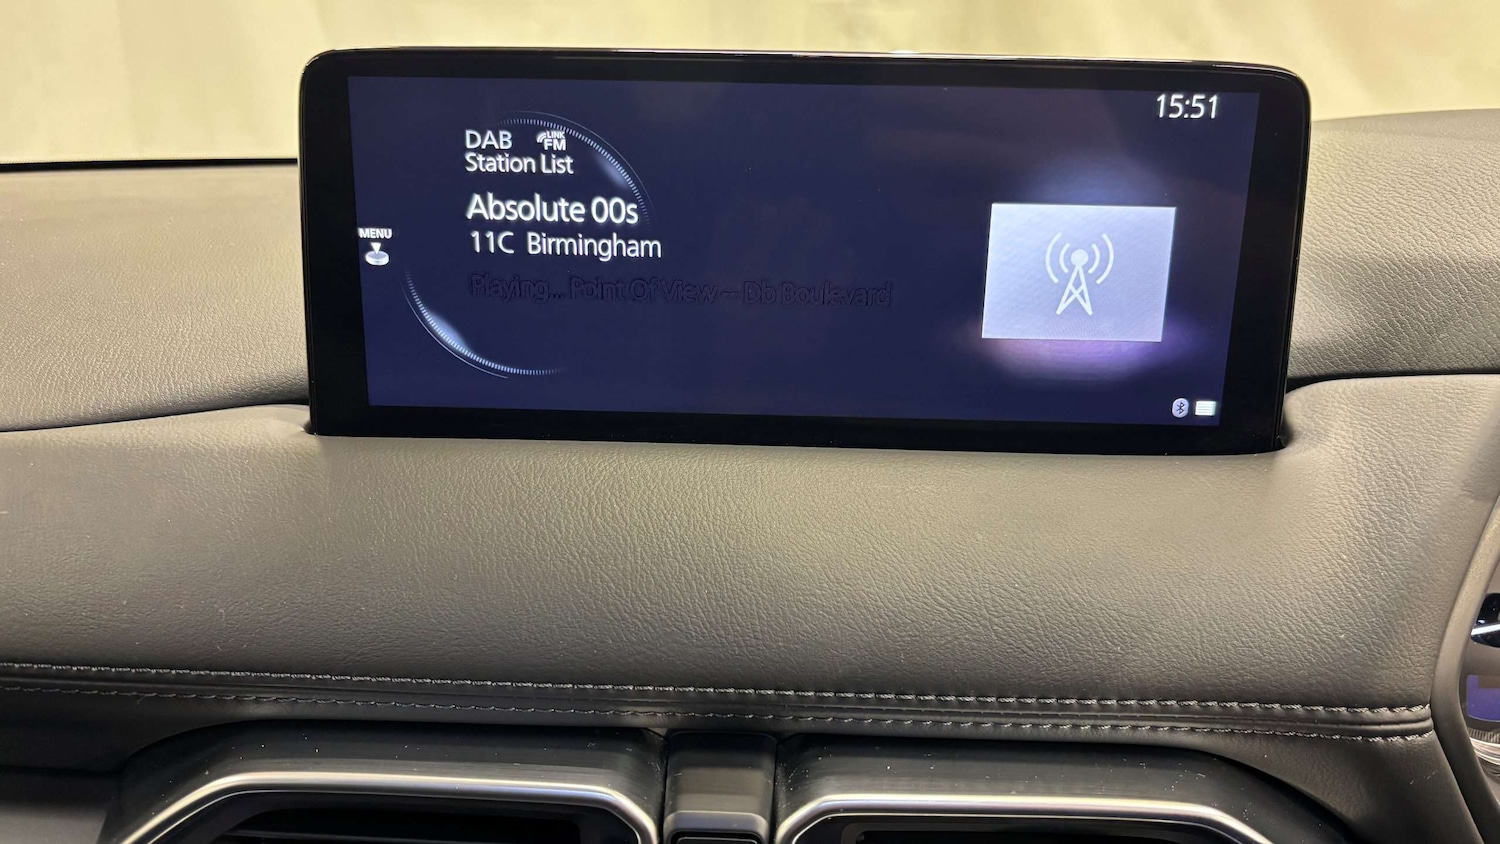 15:51
DAB LINK FM
Station List
Absolute 00s
11C Birmingham
MENU
Playing... Point Of View -- Db Boulevard